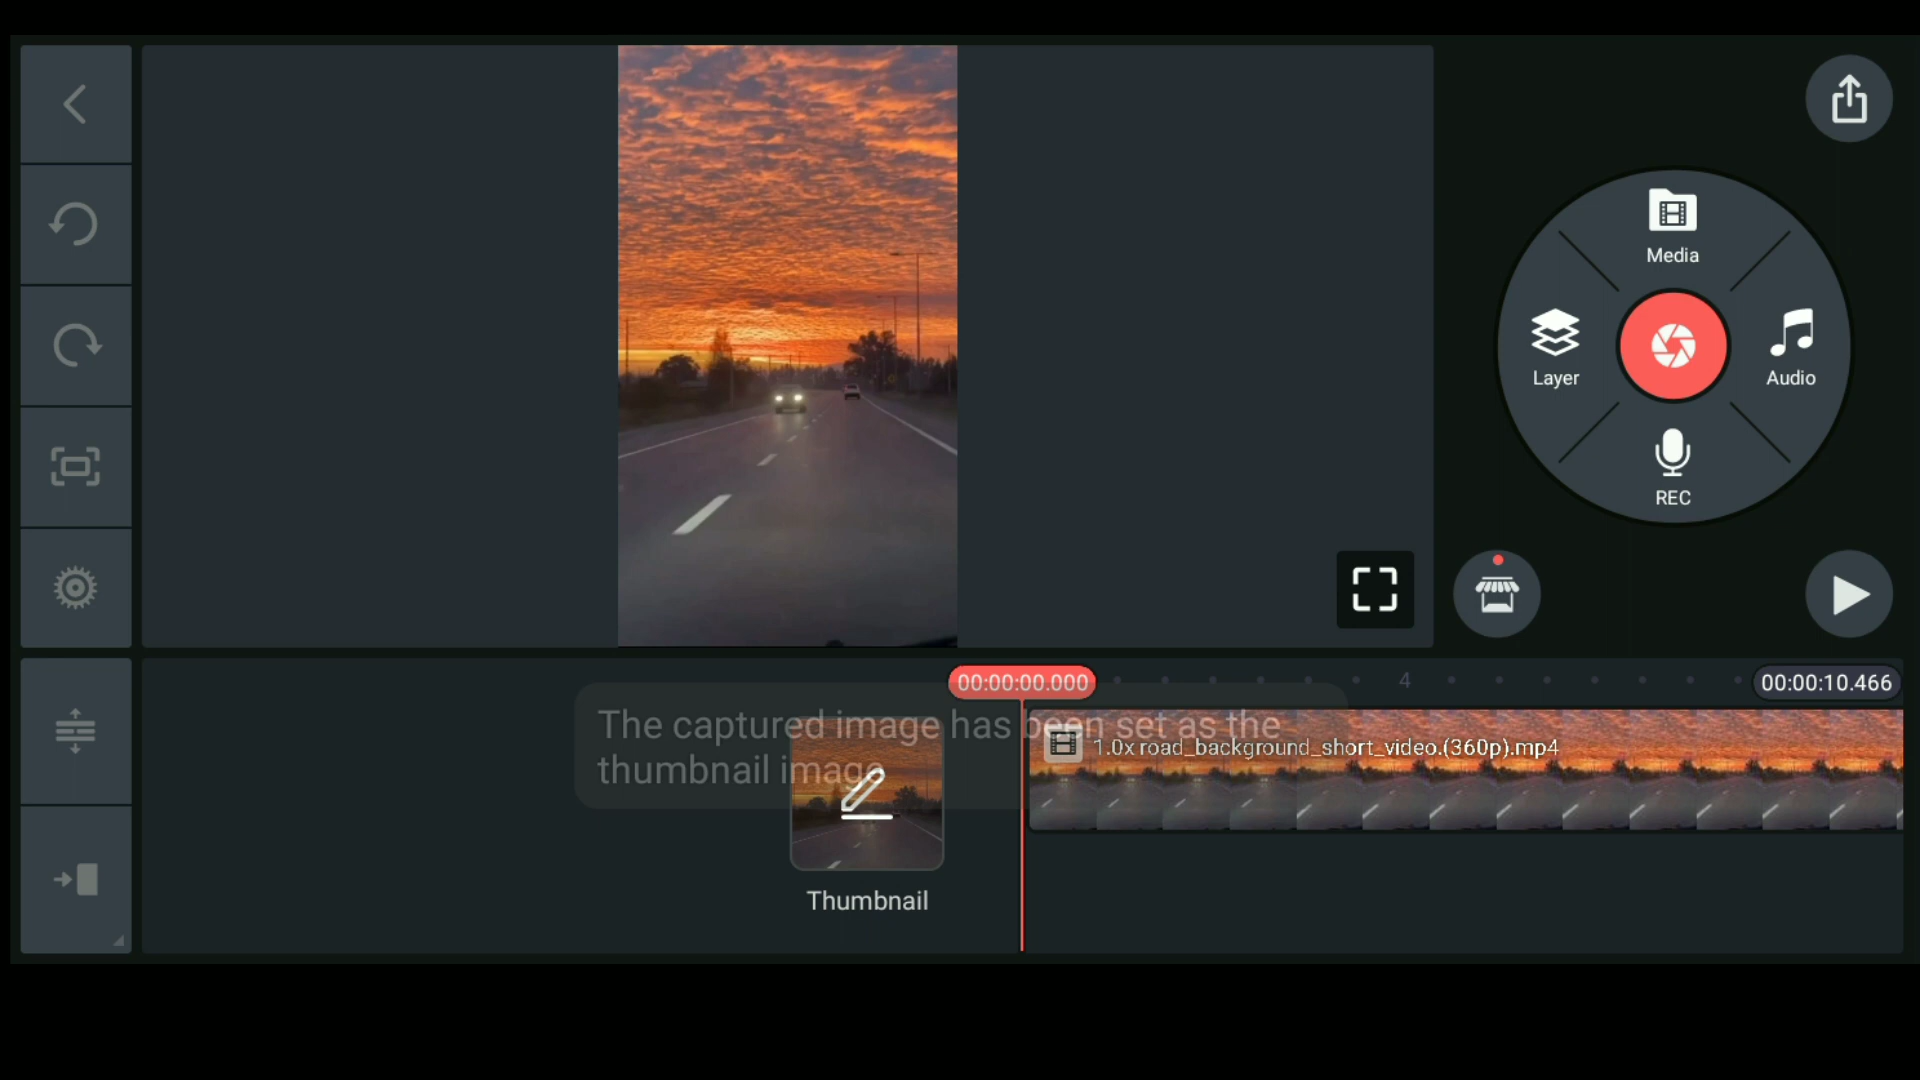 Media
Layer
Audio
REC
00:00:00.000
4
00:00:10.466
The captured image has been set as the
thumbnail image
1.0x road_background_short_video.(360p).mp4
Thumbnail